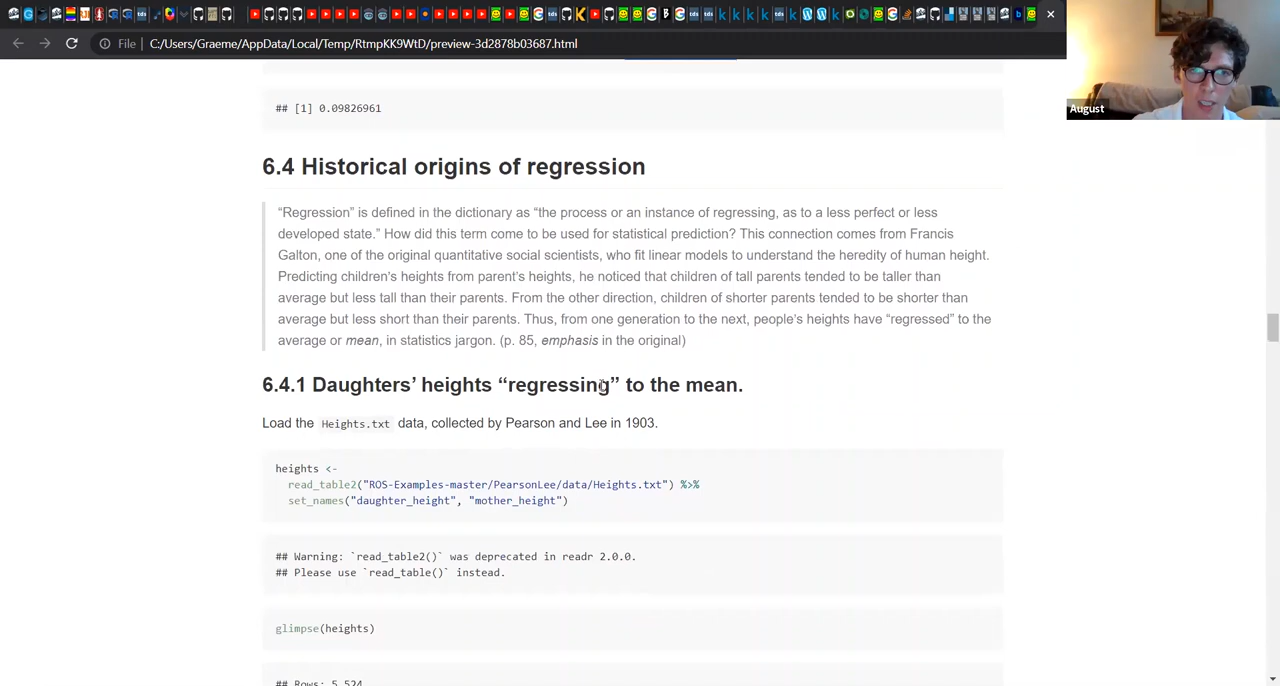 File
C:/Users/Graeme/AppData/Local/Temp/RtmpKK9WtD/preview-3d2878b03687.html
August
## [1] 0.09826961
6.4 Historical origins of regression
“Regression” is defined in the dictionary as “the process or an instance of regressing, as to a less perfect or less
developed state.” How did this term come to be used for statistical prediction? This connection comes from Francis
Galton, one of the original quantitative social scientists, who fit linear models to understand the heredity of human height.
Predicting children’s heights from parent’s heights, he noticed that children of tall parents tended to be taller than
average but less tall than their parents. From the other direction, children of shorter parents tended to be shorter than
average but less short than their parents. Thus, from one generation to the next, people’s heights have “regressed” to the
average or mean, in statistics jargon. (p. 85, emphasis in the original)
6.4.1 Daughters’ heights “regressing” to the mean.
Load the Heights.txt data, collected by Pearson and Lee in 1903.
heights <-
read_table2("ROS-Examples-master/PearsonLee/data/Heights.txt") %>%
set_names("daughter_height", "mother_height")
## Warning: `read_table2()` was deprecated in readr 2.0.0.
## Please use `read_table()` instead.
glimpse(heights)
## Rows: 5,524